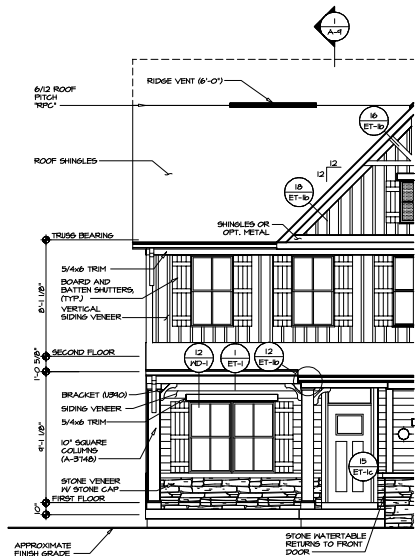 1
A-9
RIDGE VENT (6'-0")
6/12 ROOF
PITCH
"RPC"
16
ET-1b
ROOF SHINGLES
12
12
18
ET-1b
SHINGLES OR
OPT. METAL
TRUSS BEARING
5/4x6 TRIM
BOARD AND
BATTEN SHUTTERS,
(TYP.)
VERTICAL
SIDING VENEER
8'-1 1/8"
SECOND FLOOR
1'-0 5/8"
12
WD-1
1
ET-1
12
ET-1b
BRACKET (U390)
SIDING VENEER
5/4x6 TRIM
10" SQUARE
COLUMNS
(A-3748)
9'-1 1/8"
15
ET-1c
STONE VENEER
W/ STONE CAP
FIRST FLOOR
10"
APPROXIMATE
FINISH GRADE
STONE WATERTABLE
RETURNS TO FRONT
DOOR